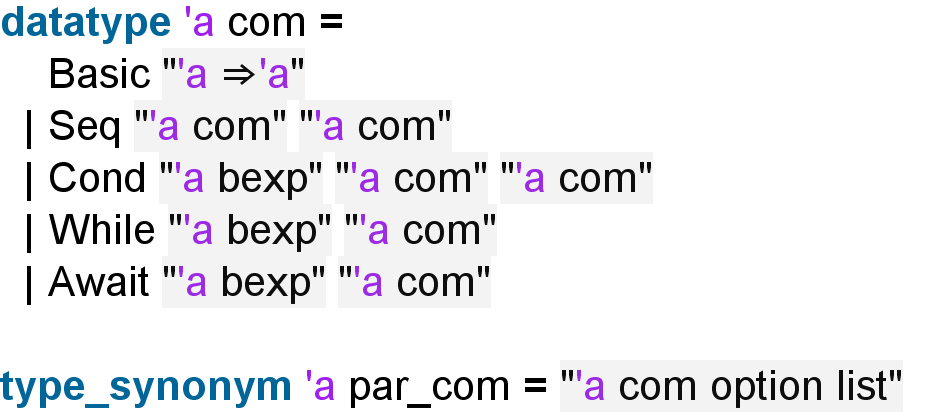 datatype 'a com =
Basic "'a ⇒'a"
| Seq "'a com" "'a com"
| Cond "'a bexp" "'a com" "'a com"
| While "'a bexp" "'a com"
| Await "'a bexp" "'a com"
type_synonym 'a par_com = "'a com option list"